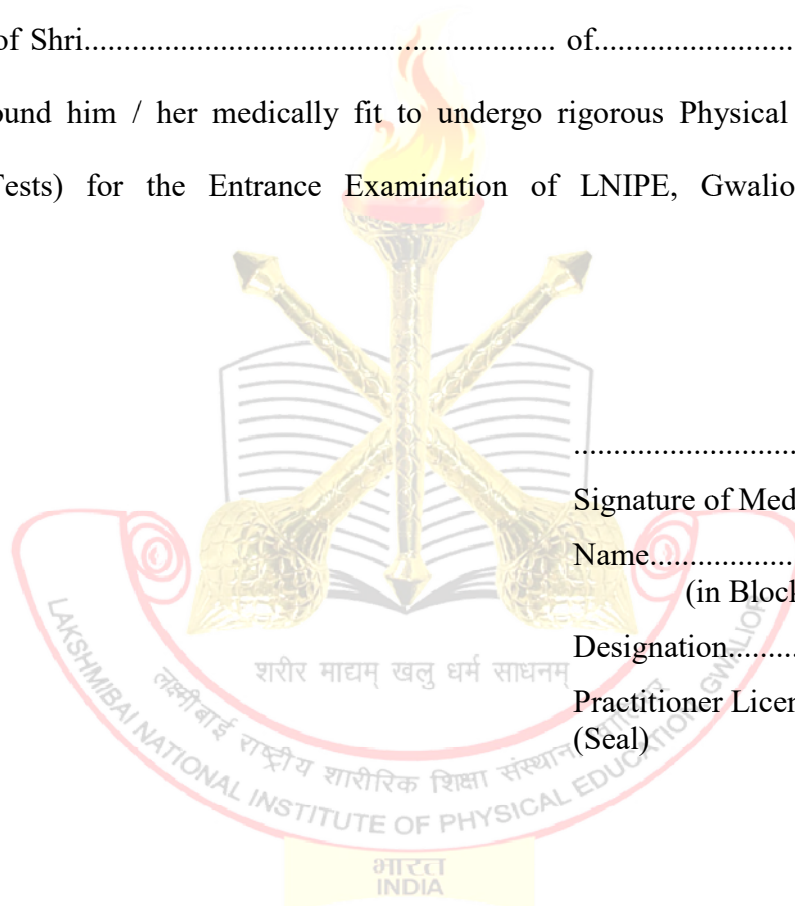 of Shri........................................................... of.........................
ound him / her medically fit to undergo rigorous Physical
Tests) for the Entrance Examination of LNIPE, Gwalio
............................
Signature of Med
Name..................
(in Block
Designation.........
Practitioner Licen
(Seal)
शरीर माद्यम् खलु धर्म साधनम्
लक्ष्मीबाई राष्ट्रीय शारीरिक शिक्षा संस्थान
LAKSHMIBAI NATIONAL INSTITUTE OF PHYSICAL EDUCATION GWALIOR
भारत
INDIA